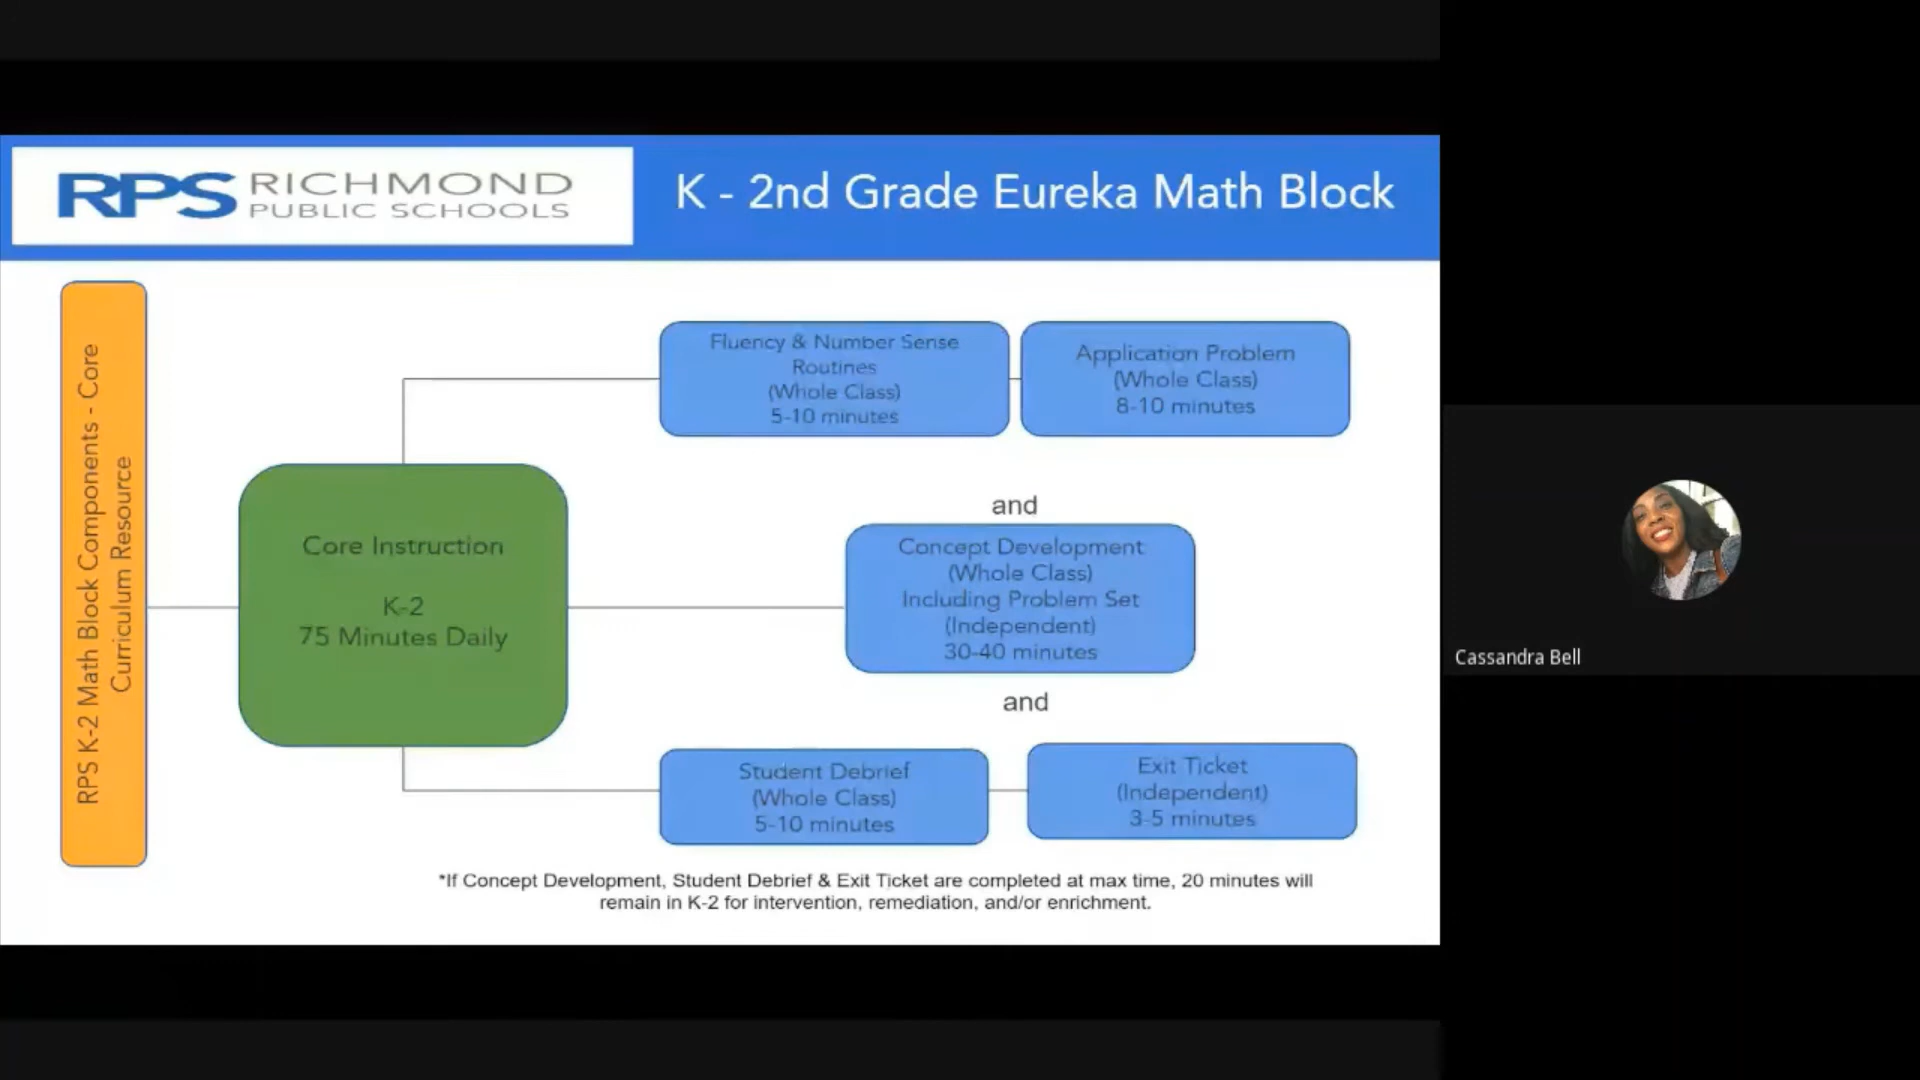 RPS RICHMOND
PUBLIC SCHOOLS
K - 2nd Grade Eureka Math Block
RPS K-2 Math Block Components - Core
Curriculum Resource
Core Instruction
K-2
75 Minutes Daily
Fluency & Number Sense
Routines
(Whole Class)
5-10 minutes
Application Problem
(Whole Class)
8-10 minutes
and
Concept Development
(Whole Class)
Including Problem Set
(Independent)
30-40 minutes
and
Student Debrief
(Whole Class)
5-10 minutes
Exit Ticket
(Independent)
3-5 minutes
*If Concept Development, Student Debrief & Exit Ticket are completed at max time, 20 minutes will
remain in K-2 for intervention, remediation, and/or enrichment.
Cassandra Bell